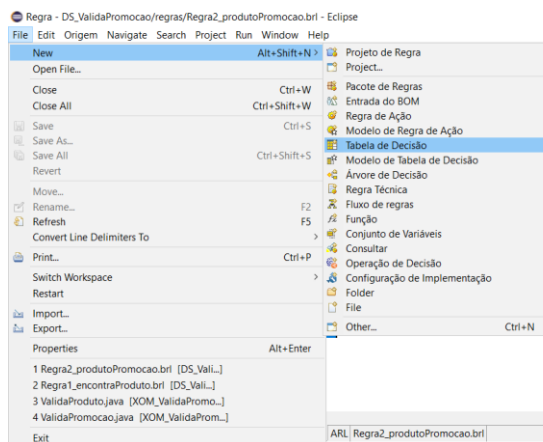 Regra - DS_ValidaPromocao/regras/Regra2_produtoPromocao.brl - Eclipse
File Edit Origem Navigate Search Project Run Window Help
New Alt+Shift+N >
Open File...
Close Ctrl+W
Close All Ctrl+Shift+W
Save Ctrl+S
Save As...
Save All Ctrl+Shift+S
Revert
Move...
Rename... F2
Refresh F5
Convert Line Delimiters To >
Print... Ctrl+P
Switch Workspace >
Restart
Import...
Export...
Properties Alt+Enter
1 Regra2_produtoPromocao.brl [DS_Vali...]
2 Regra1_encontraProduto.brl [DS_Vali...]
3 ValidaProduto.java [XOM_ValidaPromo...]
4 ValidaPromocao.java [XOM_ValidaProm...]
Exit
Projeto de Regra
Project...
Pacote de Regras
Entrada do BOM
Regra de Ação
Modelo de Regra de Ação
Tabela de Decisão
Modelo de Tabela de Decisão
Árvore de Decisão
Regra Técnica
Fluxo de regras
Função
Conjunto de Variáveis
Consultar
Operação de Decisão
Configuração de Implementação
Folder
File
Other... Ctrl+N
ARL Regra2_produtoPromocao.brl